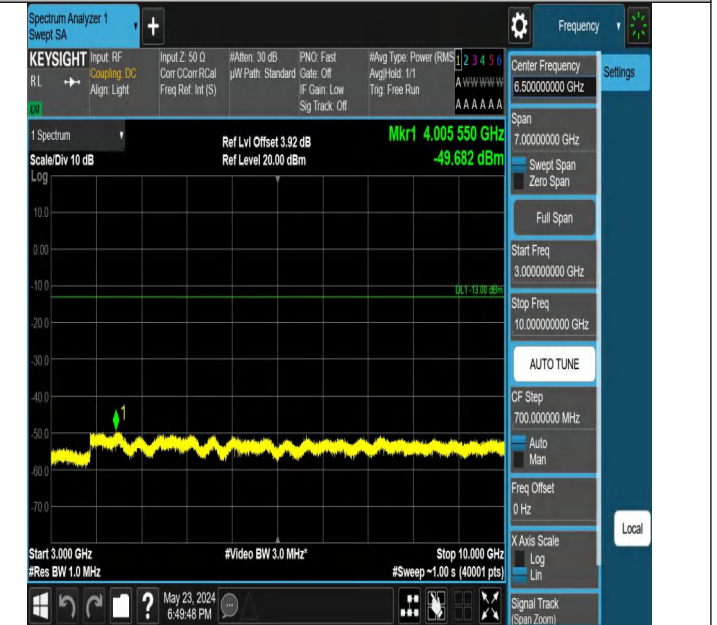 Spectrum Analyzer 1
Swept SA
+
Frequency
KEYSIGHT
RL
LXI
Input: RF
Coupling: DC
Align: Light
Input Z: 50 Ω
Corr CCorr RCal
Freq Ref: Int (S)
#Atten: 30 dB
µW Path: Standard
PNO: Fast
Gate: Off
IF Gain: Low
Sig Track: Off
#Avg Type: Power (RMS
Avg|Hold: 1/1
Trig: Free Run
1 2 3 4 5 6
A W W W W W
A A A A A A
1 Spectrum
Scale/Div 10 dB
Log
Ref Lvl Offset 3.92 dB
Ref Level 20.00 dBm
Mkr1 4.005 550 GHz
-49.682 dBm
10.0
0.00
-10.0
-20.0
-30.0
-40.0
-50.0
-60.0
-70.0
DL1 -13.00 dBm
1
Start 3.000 GHz
#Res BW 1.0 MHz
#Video BW 3.0 MHz*
Stop 10.000 GHz
#Sweep ~1.00 s (40001 pts)
Center Frequency
6.500000000 GHz
Settings
Span
7.00000000 GHz
Swept Span
Zero Span
Full Span
Start Freq
3.000000000 GHz
Stop Freq
10.000000000 GHz
AUTO TUNE
CF Step
700.000000 MHz
Auto
Man
Freq Offset
0 Hz
X Axis Scale
Log
Lin
Local
Signal Track
(Span Zoom)
?
May 23, 2024
6:49:48 PM